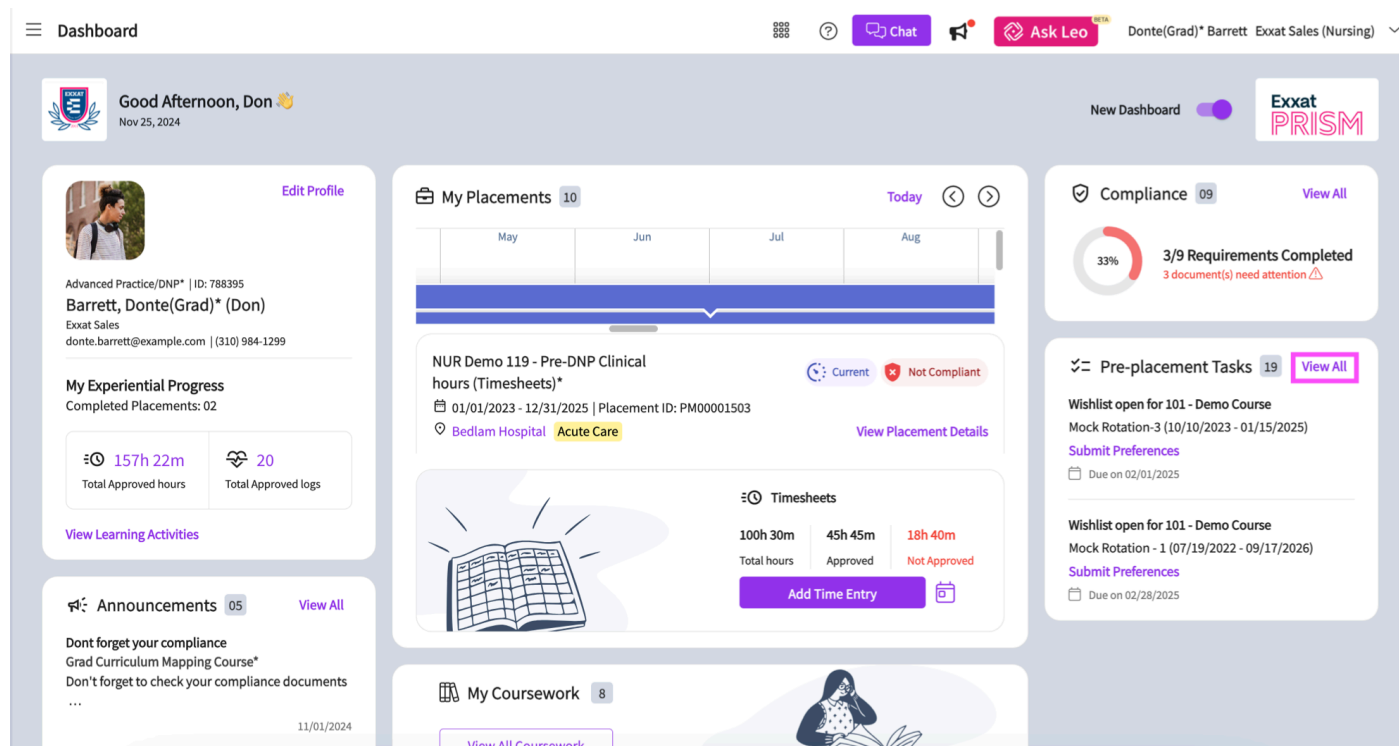 Dashboard
Chat
Ask Leo
BETA
Donte(Grad)* Barrett Exxat Sales (Nursing)
EXXAT
Good Afternoon, Don
Nov 25, 2024
New Dashboard
Exxat
PRISM
Edit Profile
Advanced Practice/DNP* | ID: 788395
Barrett, Donte(Grad)* (Don)
Exxat Sales
donte.barrett@example.com | (310) 984-1299
My Experiential Progress
Completed Placements: 02
157h 22m
Total Approved hours
20
Total Approved logs
View Learning Activities
Announcements 05 View All
Dont forget your compliance
Grad Curriculum Mapping Course*
Don't forget to check your compliance documents
...
11/01/2024
My Placements 10
Today
May Jun Jul Aug
NUR Demo 119 - Pre-DNP Clinical
hours (Timesheets)*
Current
Not Compliant
01/01/2023 - 12/31/2025 | Placement ID: PM00001503
Bedlam Hospital Acute Care
View Placement Details
Timesheets
100h 30m 45h 45m 18h 40m
Total hours Approved Not Approved
Add Time Entry
My Coursework 8
View All Coursework
Compliance 09 View All
33%
3/9 Requirements Completed
3 document(s) need attention
Pre-placement Tasks 19 View All
Wishlist open for 101 - Demo Course
Mock Rotation-3 (10/10/2023 - 01/15/2025)
Submit Preferences
Due on 02/01/2025
Wishlist open for 101 - Demo Course
Mock Rotation - 1 (07/19/2022 - 09/17/2026)
Submit Preferences
Due on 02/28/2025